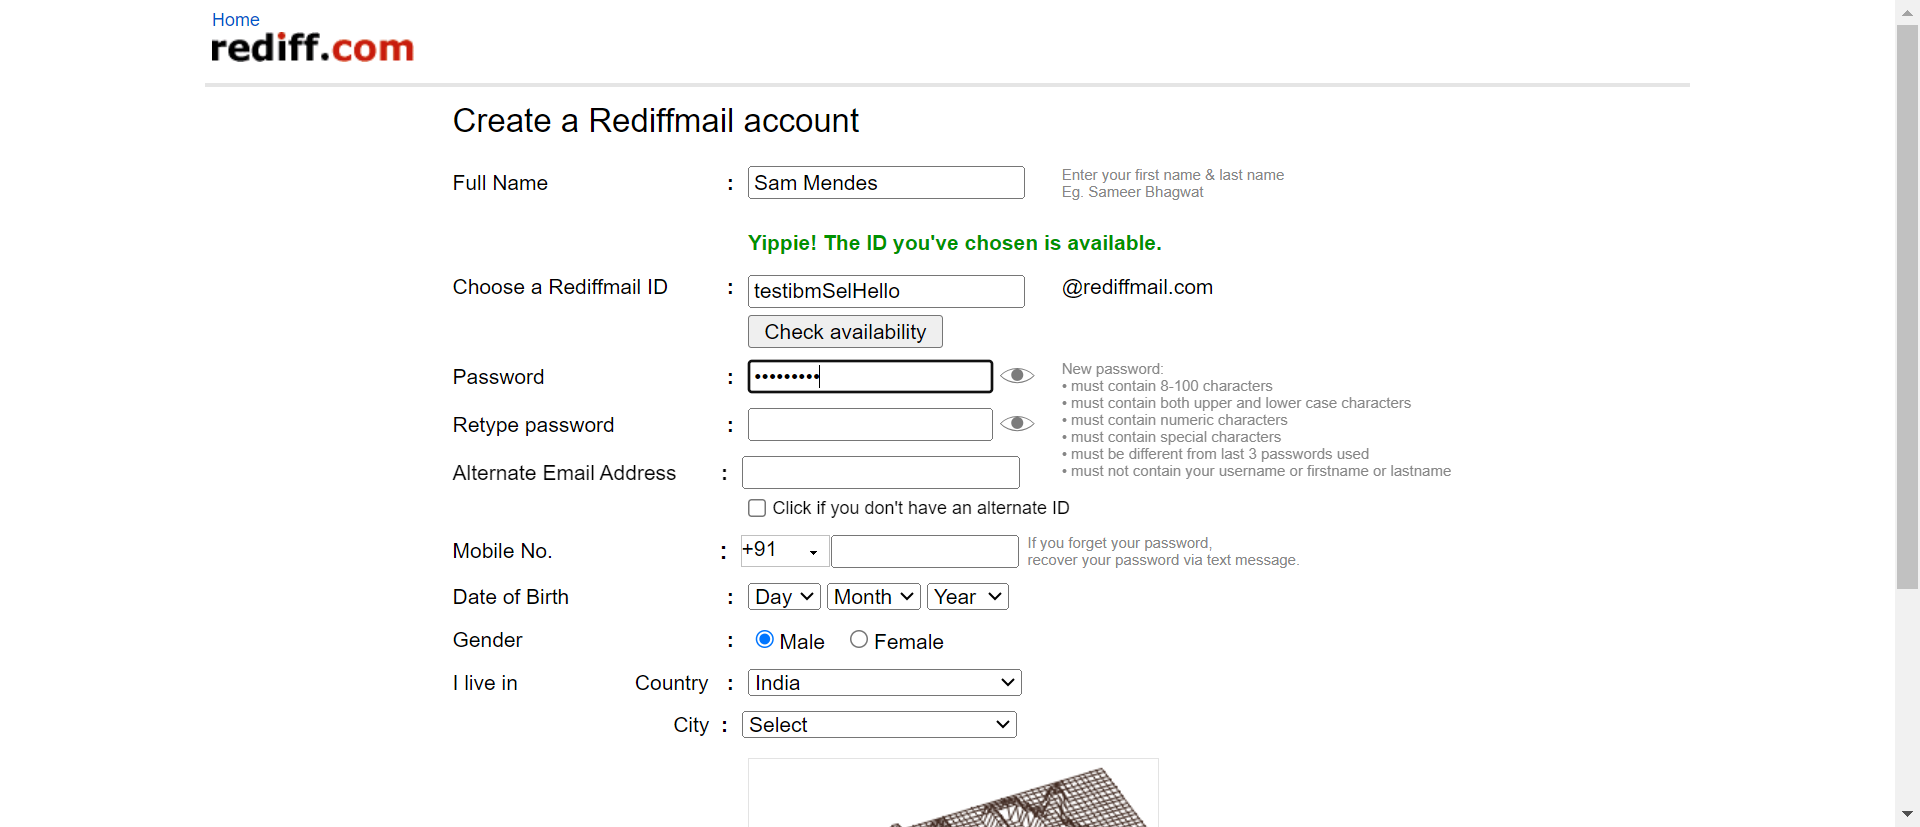 Home
rediff.com
Create a Rediffmail account
Full Name : Sam Mendes
Enter your first name & last name
Eg. Sameer Bhagwat
Yippie! The ID you've chosen is available.
Choose a Rediffmail ID : testibmSelHello @rediffmail.com
Check availability
Password : •••••••••
Retype password :
New password:
• must contain 8-100 characters
• must contain both upper and lower case characters
• must contain numeric characters
• must contain special characters
• must be different from last 3 passwords used
• must not contain your username or firstname or lastname
Alternate Email Address :
Click if you don't have an alternate ID
Mobile No. : +91
If you forget your password,
recover your password via text message.
Date of Birth : Day Month Year
Gender : Male Female
I live in Country : India
City : Select